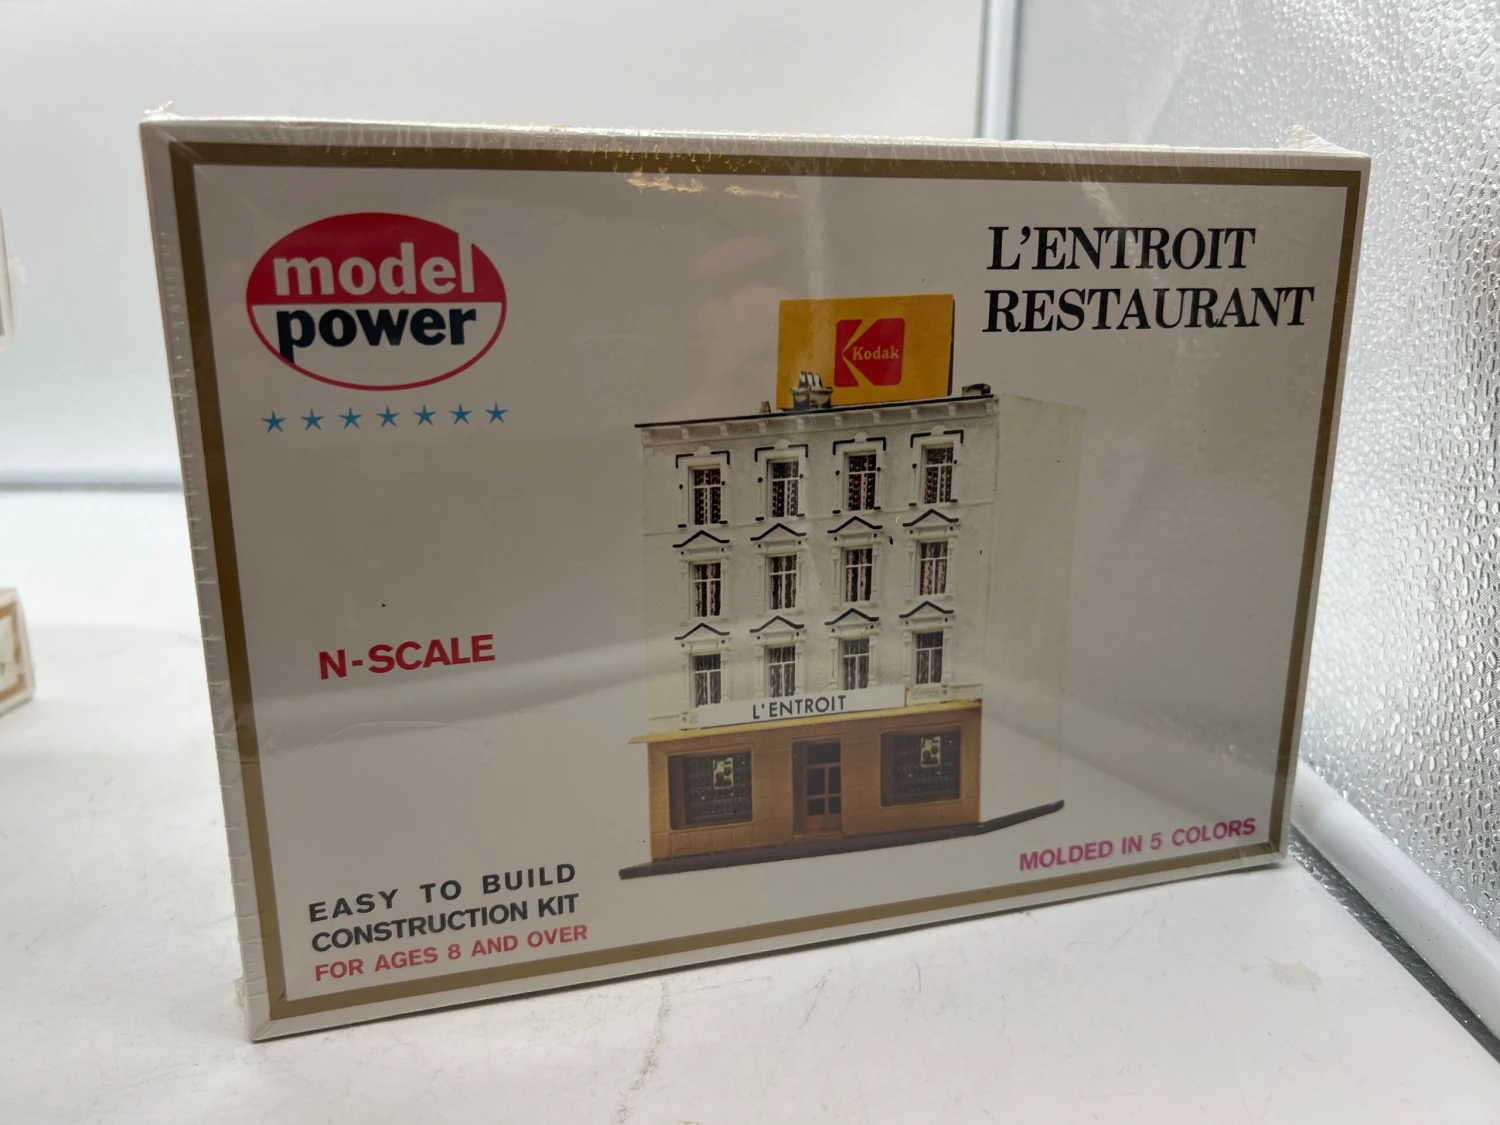 model
power
L'ENTROIT
RESTAURANT
Kodak
N-SCALE
L'ENTROIT
EASY TO BUILD
CONSTRUCTION KIT
FOR AGES 8 AND OVER
MOLDED IN 5 COLORS